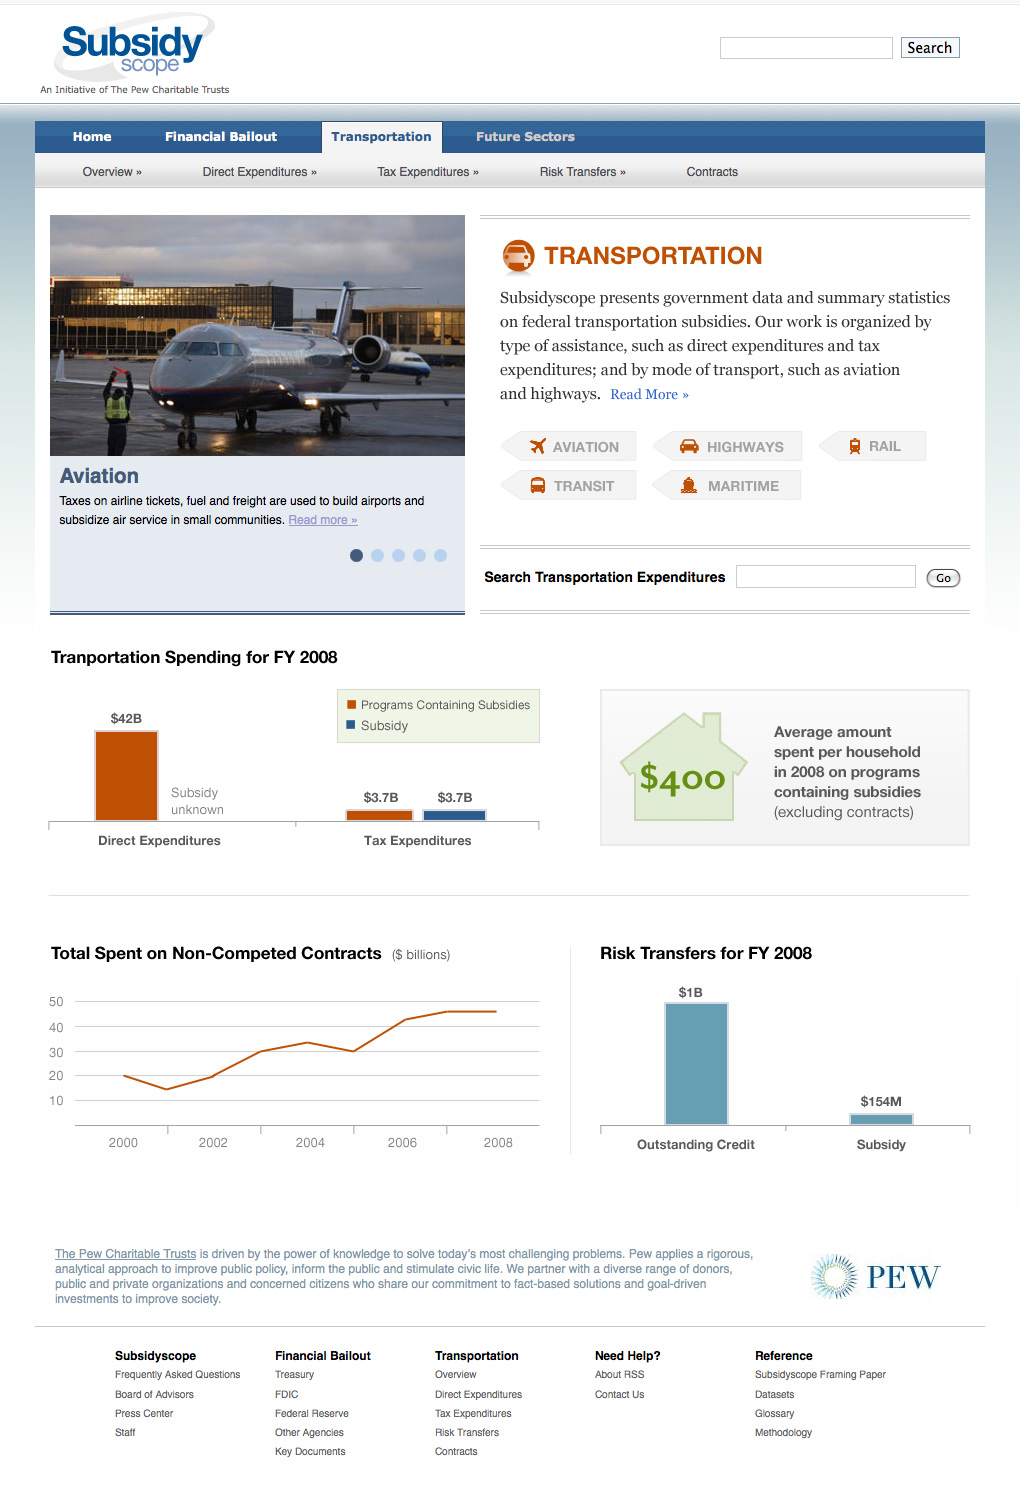 Subsidy
scope
An Initiative of The Pew Charitable Trusts
Search
Home Financial Bailout Transportation Future Sectors
Overview » Direct Expenditures » Tax Expenditures » Risk Transfers » Contracts
Aviation
Taxes on airline tickets, fuel and freight are used to build airports and
subsidize air service in small communities. Read more »
TRANSPORTATION
Subsidyscope presents government data and summary statistics
on federal transportation subsidies. Our work is organized by
type of assistance, such as direct expenditures and tax
expenditures; and by mode of transport, such as aviation
and highways. Read More »
AVIATION HIGHWAYS RAIL
TRANSIT MARITIME
Search Transportation Expenditures Go
Tranportation Spending for FY 2008
Programs Containing Subsidies
Subsidy
$42B
Subsidy
unknown
$3.7B $3.7B
Direct Expenditures Tax Expenditures
$400
Average amount
spent per household
in 2008 on programs
containing subsidies
(excluding contracts)
Total Spent on Non-Competed Contracts ($ billions)
50
40
30
20
10
2000 2002 2004 2006 2008
Risk Transfers for FY 2008
$1B
$154M
Outstanding Credit Subsidy
The Pew Charitable Trusts is driven by the power of knowledge to solve today's most challenging problems. Pew applies a rigorous,
analytical approach to improve public policy, inform the public and stimulate civic life. We partner with a diverse range of donors,
public and private organizations and concerned citizens who share our commitment to fact-based solutions and goal-driven
investments to improve society.
PEW
Subsidyscope
Frequently Asked Questions
Board of Advisors
Press Center
Staff
Financial Bailout
Treasury
FDIC
Federal Reserve
Other Agencies
Key Documents
Transportation
Overview
Direct Expenditures
Tax Expenditures
Risk Transfers
Contracts
Need Help?
About RSS
Contact Us
Reference
Subsidyscope Framing Paper
Datasets
Glossary
Methodology